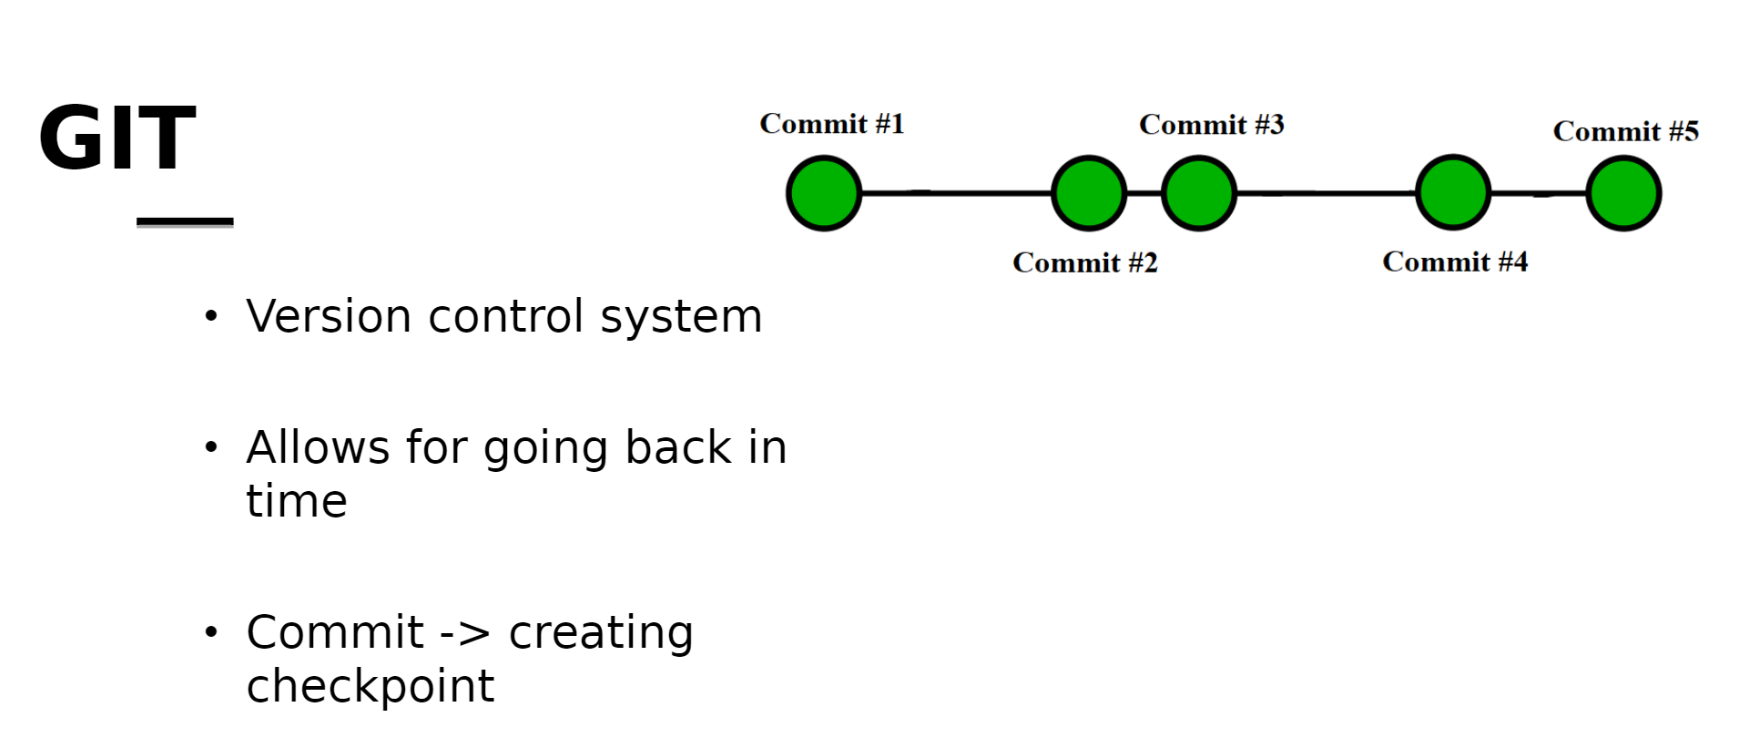 GIT
Commit #1
Commit #3
Commit #5
Commit #2
Commit #4
• Version control system
• Allows for going back in
time
• Commit -> creating
checkpoint